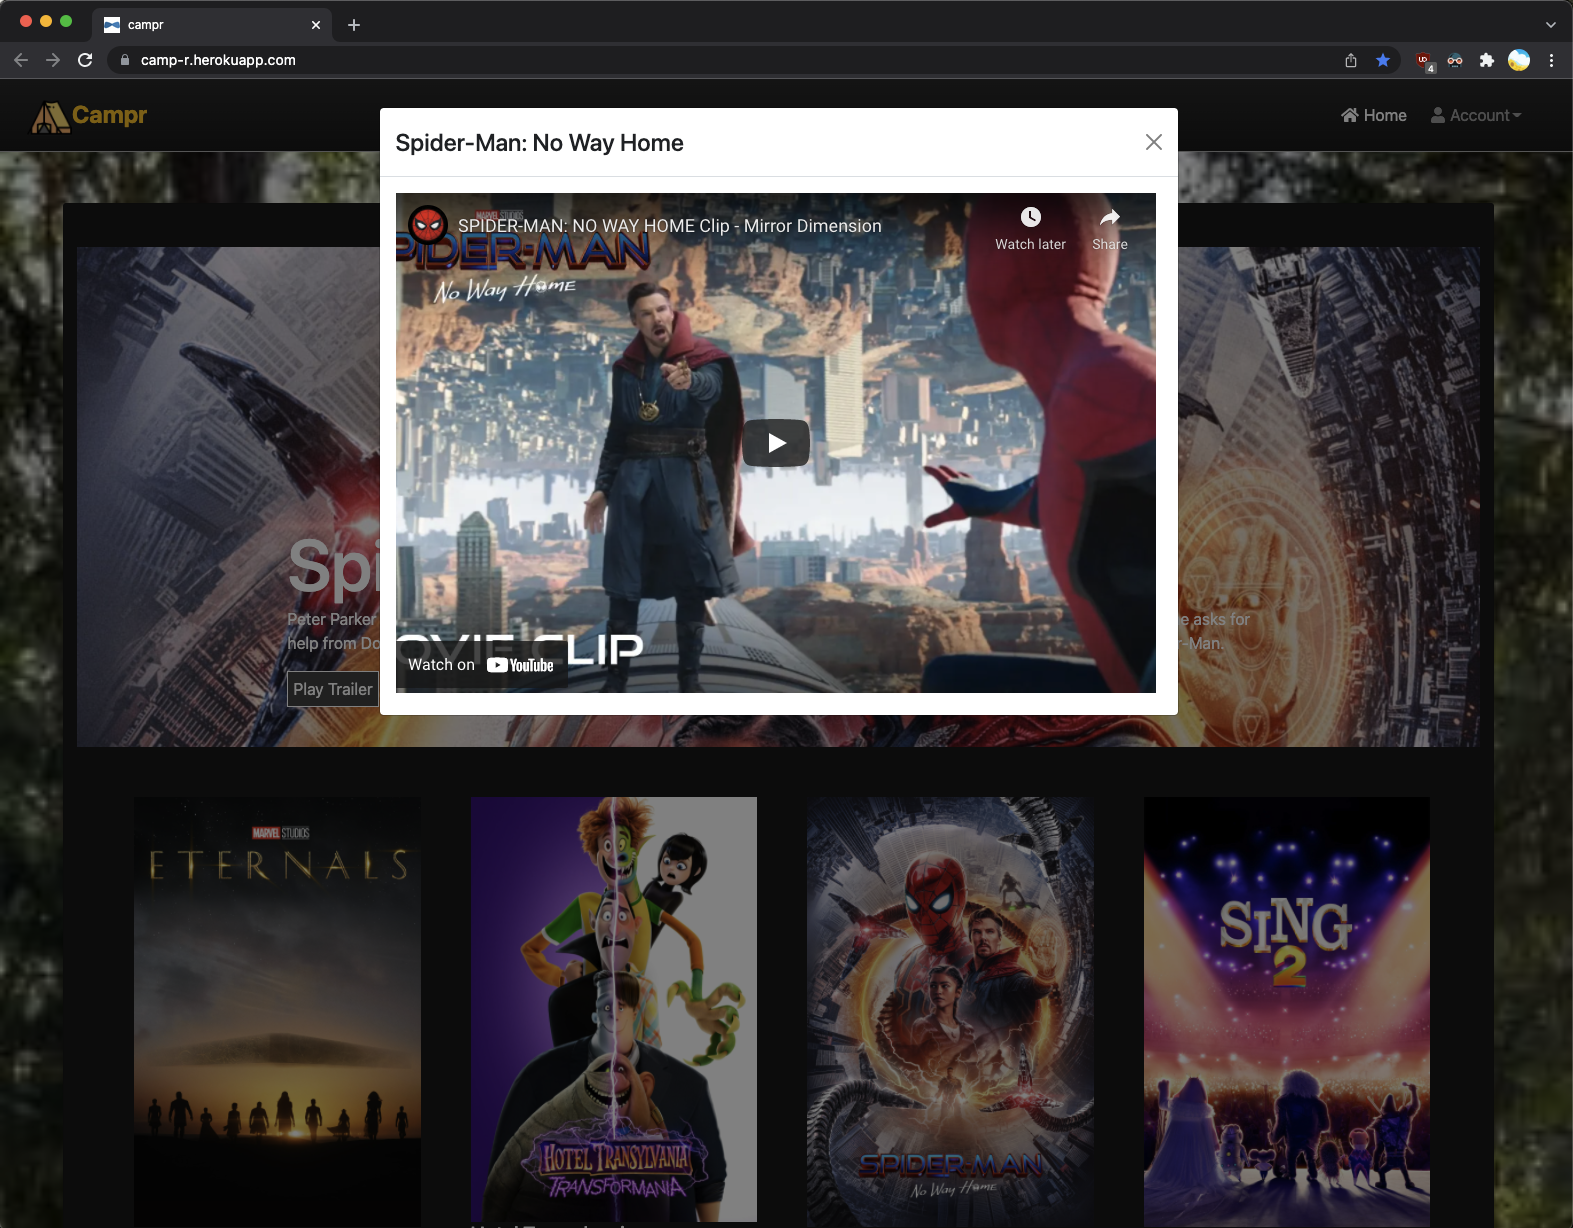 campr
camp-r.herokuapp.com
4
Campr
Home
Account
Spider-Man: No Way Home
SPIDER-MAN: NO WAY HOME Clip - Mirror Dimension
Watch later
Share
MARVEL STUDIOS
SPIDER-MAN
No Way Home
OVIE CLIP
Watch on YouTube
Spi
Peter Parker
e asks for
help from Do
r-Man.
Play Trailer
MARVEL STUDIOS
ETERNALS
HOTEL TRANSYLVANIA
TRANSFORMANIA
SPIDER-MAN
No Way Home
SING
2